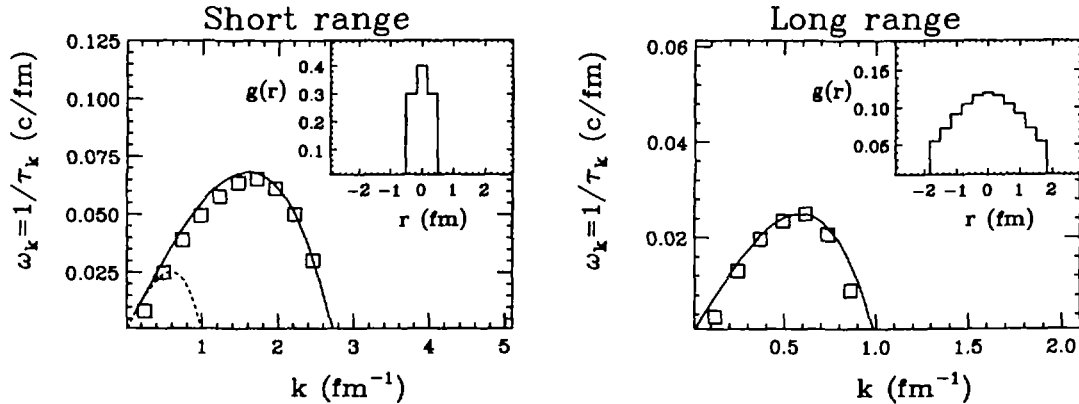 Short range
0.125
0.100
0.075
0.050
0.025
ω_k=1/τ_k (c/fm)
1 2 3 4 5
k (fm⁻¹)
g(r)
0.4
0.3
0.2
0.1
-2 -1 0 1 2
r (fm)
Long range
0.06
0.04
0.02
ω_k=1/τ_k (c/fm)
0.5 1.0 1.5 2.0
k (fm⁻¹)
g(r)
0.15
0.10
0.05
-2 -1 0 1 2
r (fm)